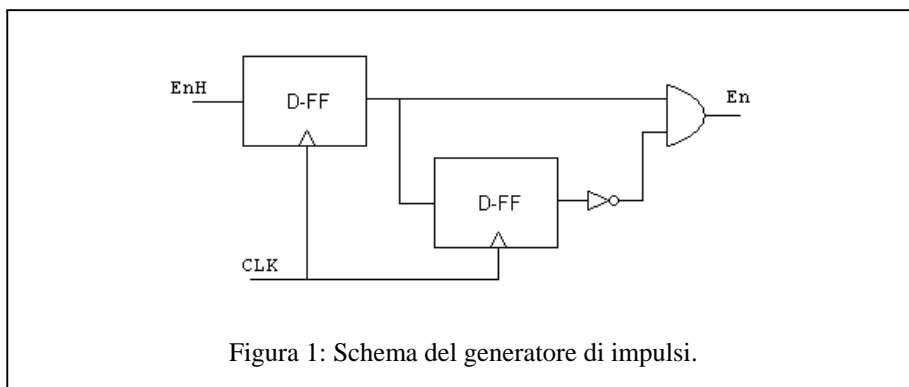 EnH
D-FF
En
D-FF
CLK
Figura 1: Schema del generatore di impulsi.